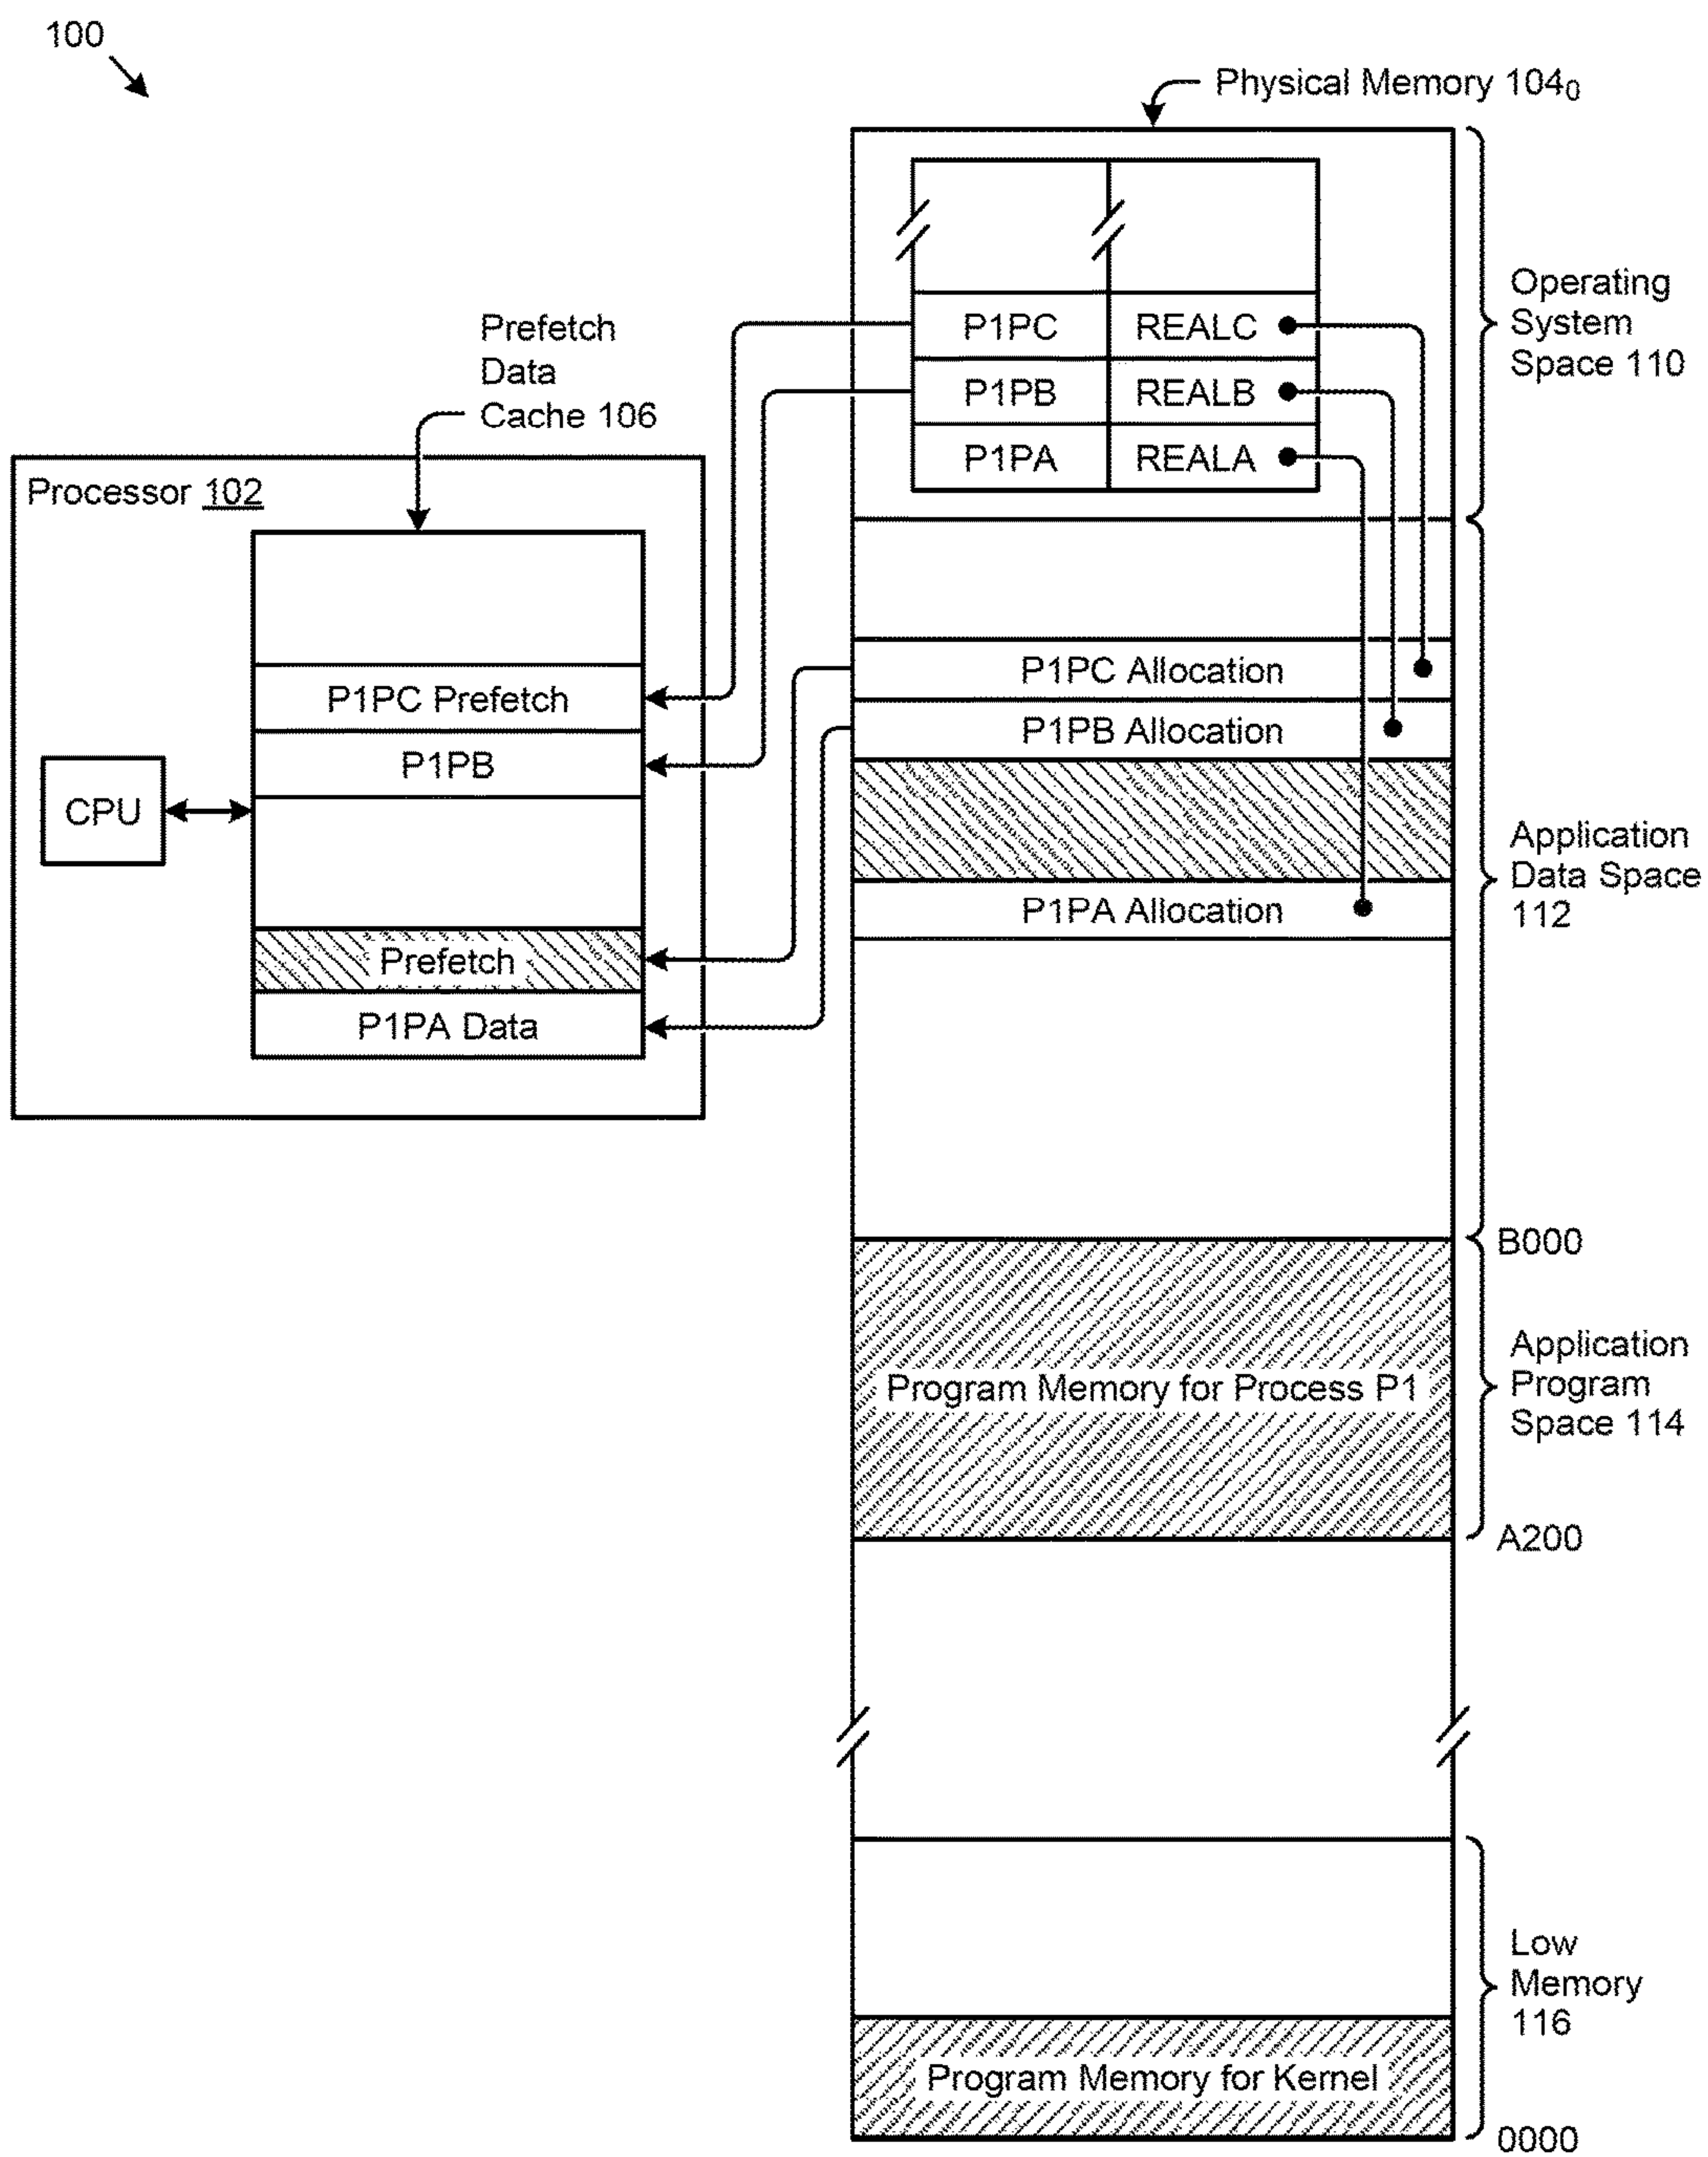 100
Physical Memory 104₀
Operating
System
Space 110
P1PC REALC
P1PB REALB
P1PA REALA
Prefetch
Data
Cache 106
Processor 102
P1PC Prefetch
P1PB
CPU
Prefetch
P1PA Data
P1PC Allocation
P1PB Allocation
P1PA Allocation
Application
Data Space
112
B000
Program Memory for Process P1
Application
Program
Space 114
A200
Low
Memory
116
Program Memory for Kernel
0000